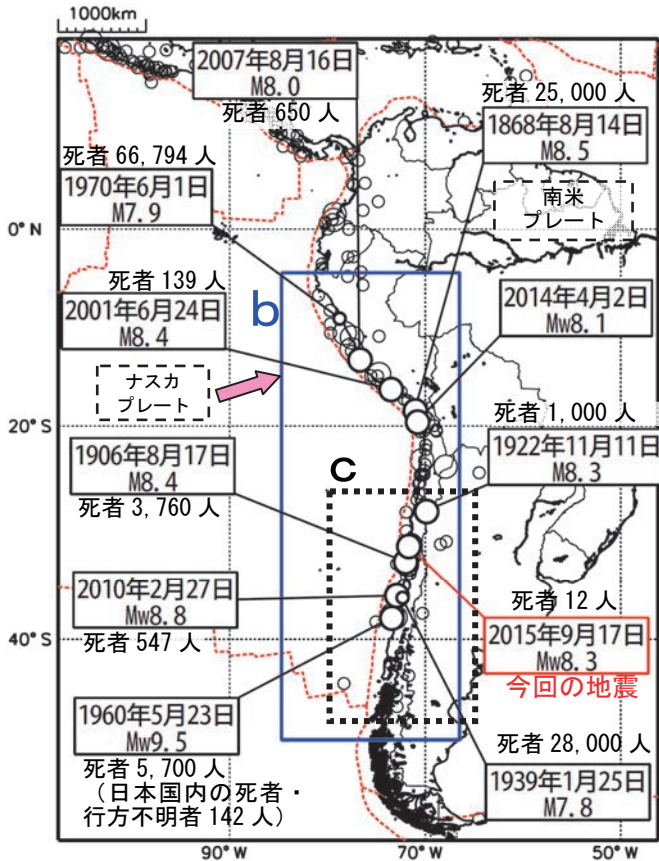 1000km
2007年8月16日
M8.0
死者 650 人
死者 25,000 人
1868年8月14日
M8.5
死者 66,794 人
1970年6月1日
M7.9
南米
プレート
0° N
死者 139 人
2001年6月24日
M8.4
b
2014年4月2日
Mw8.1
ナスカ
プレート
20° S
死者 1,000 人
1922年11月11日
M8.3
1906年8月17日
M8.4
死者 3,760 人
c
2010年2月27日
Mw8.8
死者 547 人
死者 12 人
2015年9月17日
Mw8.3
今回の地震
40° S
1960年5月23日
Mw9.5
死者 5,700 人
（日本国内の死者・
行方不明者 142 人）
死者 28,000 人
1939年1月25日
M7.8
90° W
70° W
50° W